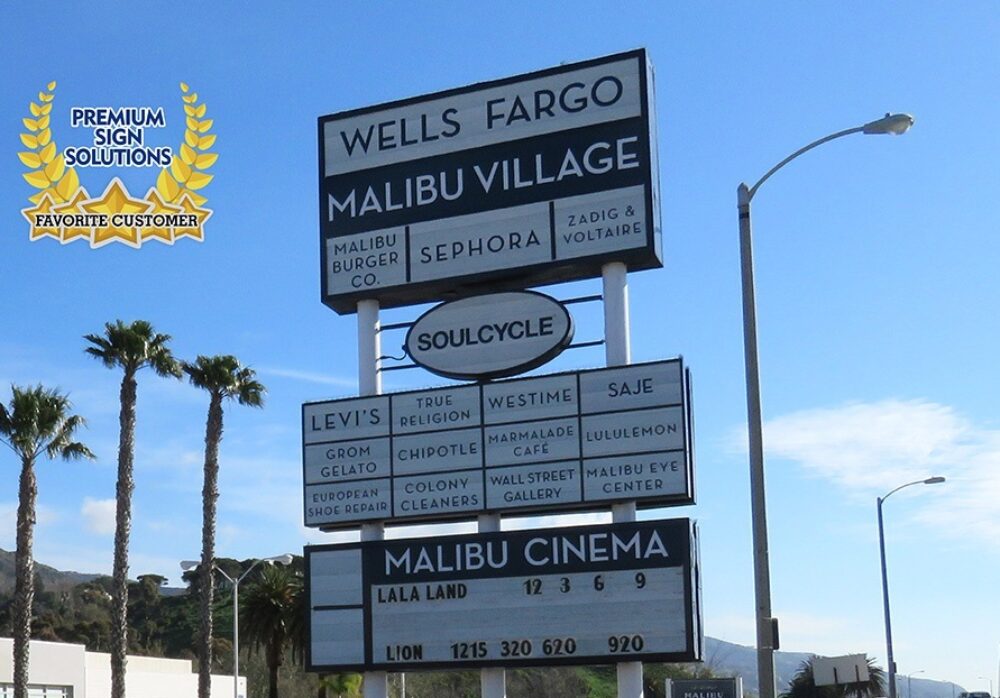 PREMIUM
SIGN
SOLUTIONS
FAVORITE CUSTOMER
WELLS FARGO
MALIBU VILLAGE
MALIBU
BURGER
CO.
SEPHORA
ZADIG &
VOLTAIRE
SOULCYCLE
LEVI'S
TRUE
RELIGION
WESTIME
SAJE
GROM
GELATO
CHIPOTLE
MARMALADE
CAFÉ
LULULEMON
EUROPEAN
SHOE REPAIR
COLONY
CLEANERS
WALL STREET
GALLERY
MALIBU EYE
CENTER
MALIBU CINEMA
LALA LAND 12 3 6 9
LION 1215 320 620 920
MALIBU